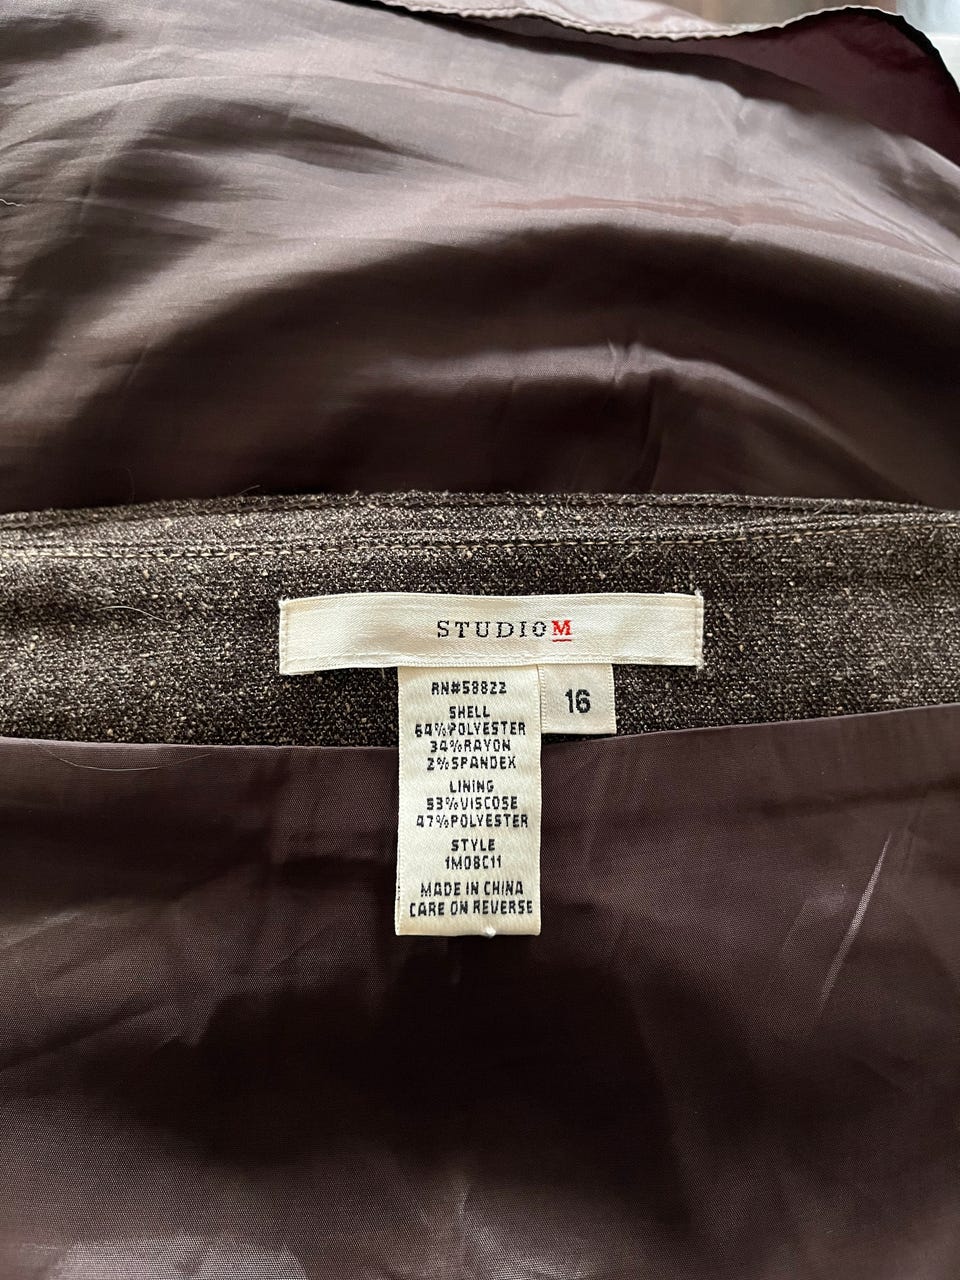 STUDIO M
RN#58822
16
SHELL
64%POLYESTER
34%RAYON
2%SPANDEX
LINING
53%VISCOSE
47%POLYESTER
STYLE
1M08C11
MADE IN CHINA
CARE ON REVERSE